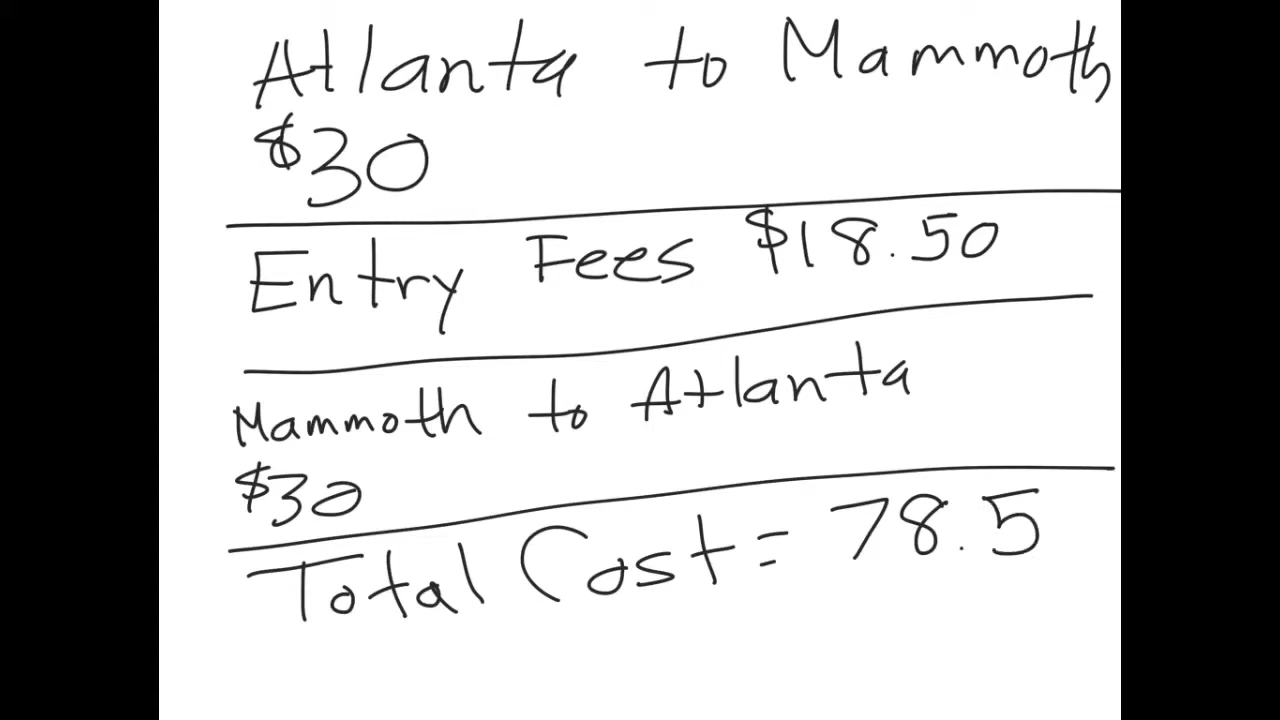 Atlanta to Mammoth
$30
Entry Fees $18.50
Mammoth to Atlanta
$30
Total Cost = 78.5